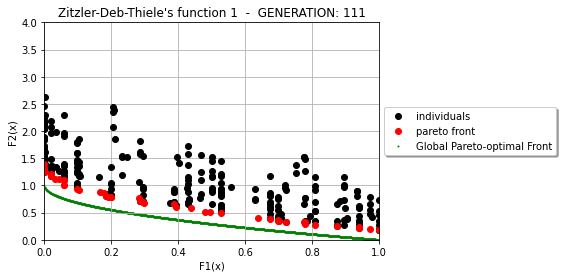 Zitzler-Deb-Thiele's function 1 - GENERATION: 111
4.0
3.5
3.0
2.5
2.0
1.5
1.0
0.5
0.0
F2(x)
0.0 0.2 0.4 0.6 0.8 1.0
F1(x)
individuals
pareto front
Global Pareto-optimal Front